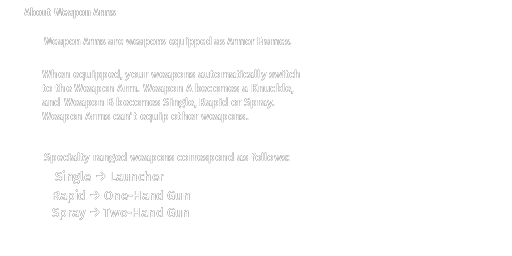 About Weapon Arms
Weapon Arms are weapons equipped as Armor Frames.
When equipped, your weapons automatically switch
to the Weapon Arm. Weapon A becomes a Knuckle,
and Weapon B becomes Single, Rapid or Spray.
Weapon Arms can't equip other weapons.
Specialty ranged weapons correspond as follows:
Single → Launcher
Rapid → One-Hand Gun
Spray → Two-Hand Gun